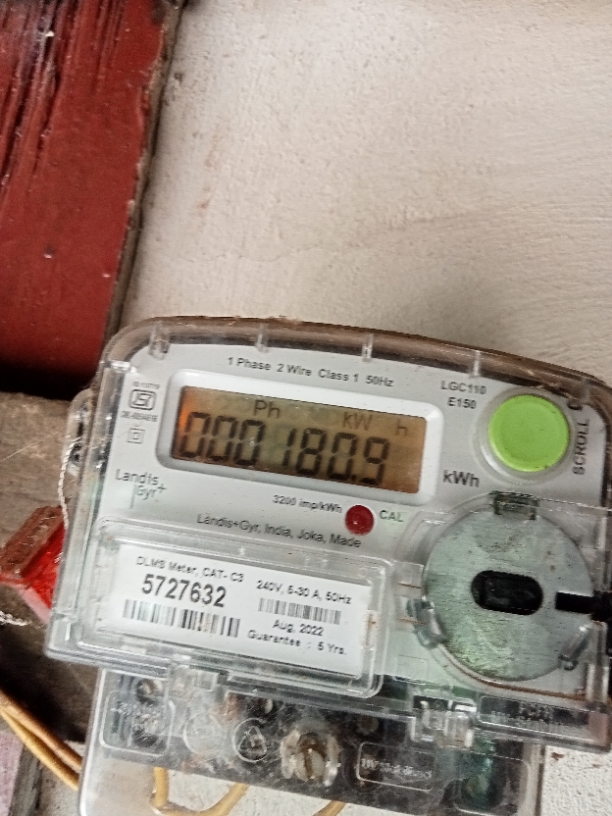 1 Phase 2 Wire Class 1 50Hz
LGC110
E150
Ph kW h
000180.9
SCROLL
kWh
Landis
Gyr+
3200 imp/kWh
CAL
Landis+Gyr, India, Joka, Made
DLMS Meter, CAT- C3
5727632
240V, 5-30 A, 50Hz
Aug, 2022
Guarantee : 5 Yrs.